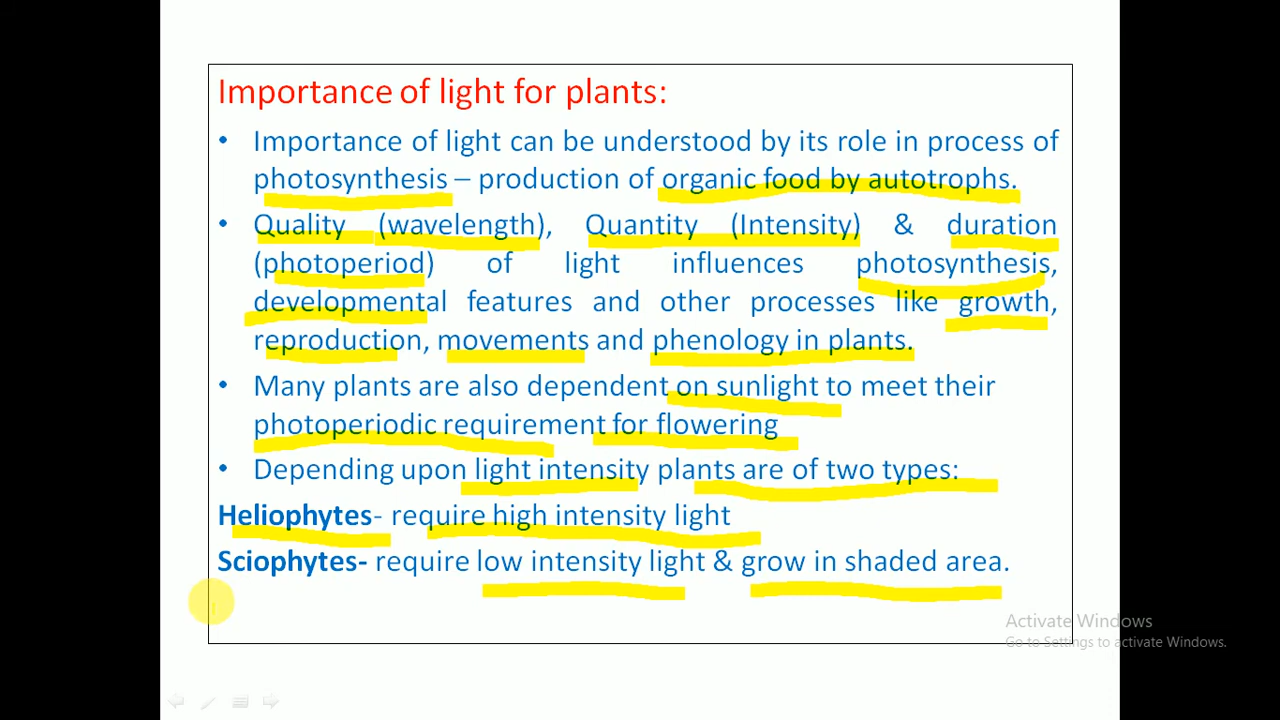 Importance of light for plants:
• Importance of light can be understood by its role in process of
photosynthesis – production of organic food by autotrophs.
• Quality (wavelength), Quantity (Intensity) & duration
(photoperiod) of light influences photosynthesis,
developmental features and other processes like growth,
reproduction, movements and phenology in plants.
• Many plants are also dependent on sunlight to meet their
photoperiodic requirement for flowering
• Depending upon light intensity plants are of two types:
Heliophytes- require high intensity light
Sciophytes- require low intensity light & grow in shaded area.
Activate Windows
Go to Settings to activate Windows.